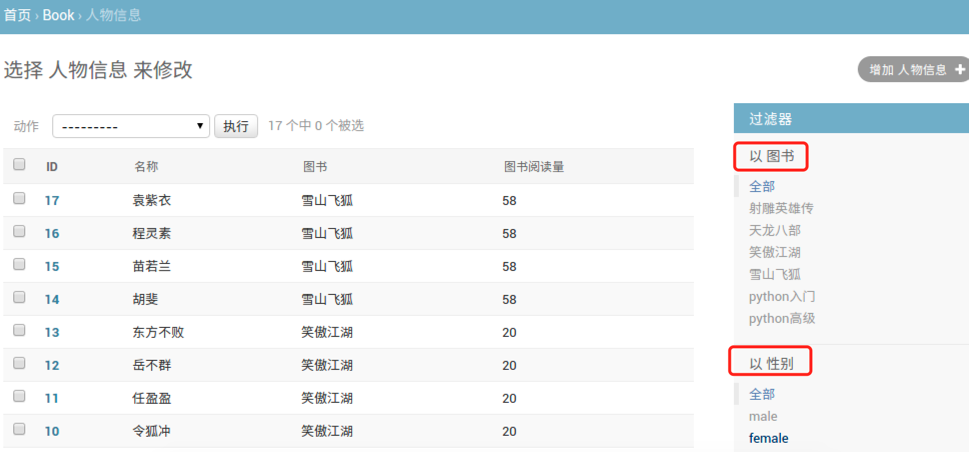 首页 › Book › 人物信息
选择 人物信息 来修改
增加 人物信息 +
动作 --------- 执行 17 个中 0 个被选
ID 名称 图书 图书阅读量
17 袁紫衣 雪山飞狐 58
16 程灵素 雪山飞狐 58
15 苗若兰 雪山飞狐 58
14 胡斐 雪山飞狐 58
13 东方不败 笑傲江湖 20
12 岳不群 笑傲江湖 20
11 任盈盈 笑傲江湖 20
10 令狐冲 笑傲江湖 20
过滤器
以 图书
全部
射雕英雄传
天龙八部
笑傲江湖
雪山飞狐
python入门
python高级
以 性别
全部
male
female